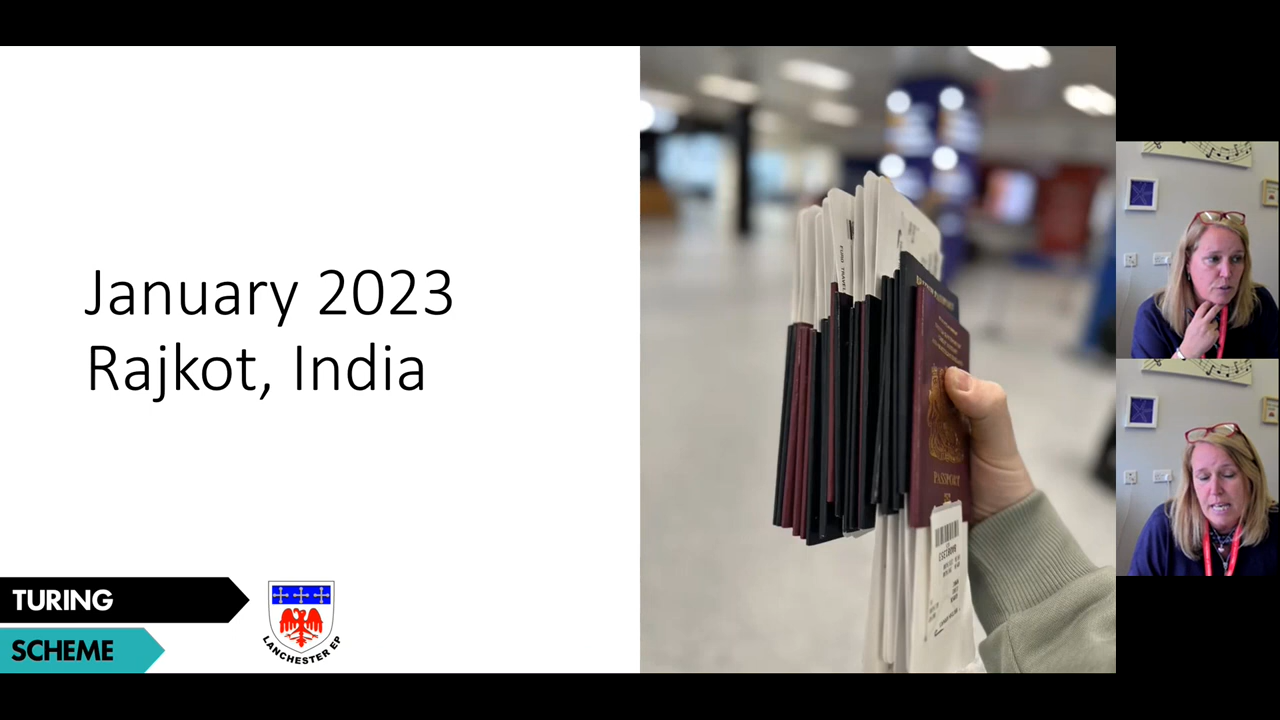 January 2023
Rajkot, India
TURING
SCHEME
LANCHESTER EP
PASSPORT